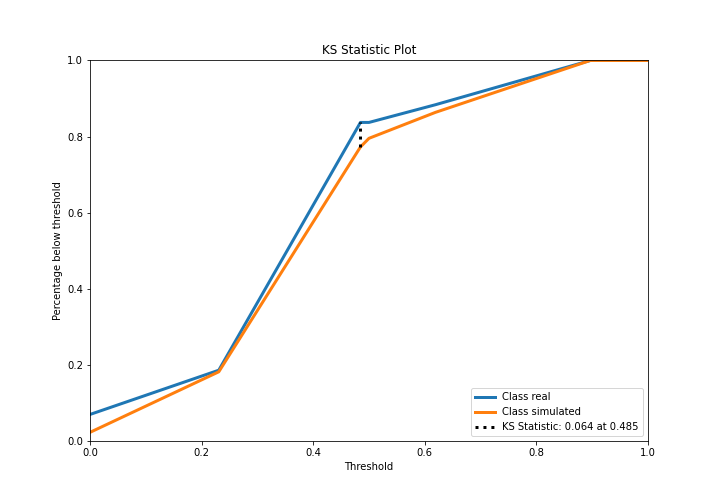 KS Statistic Plot
1.0
0.8
0.6
0.4
0.2
0.0
Percentage below threshold
0.0 0.2 0.4 0.6 0.8 1.0
Threshold
Class real
Class simulated
KS Statistic: 0.064 at 0.485